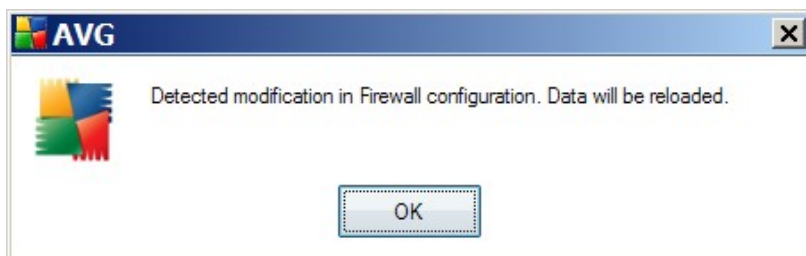 AVG
Detected modification in Firewall configuration. Data will be reloaded.
OK